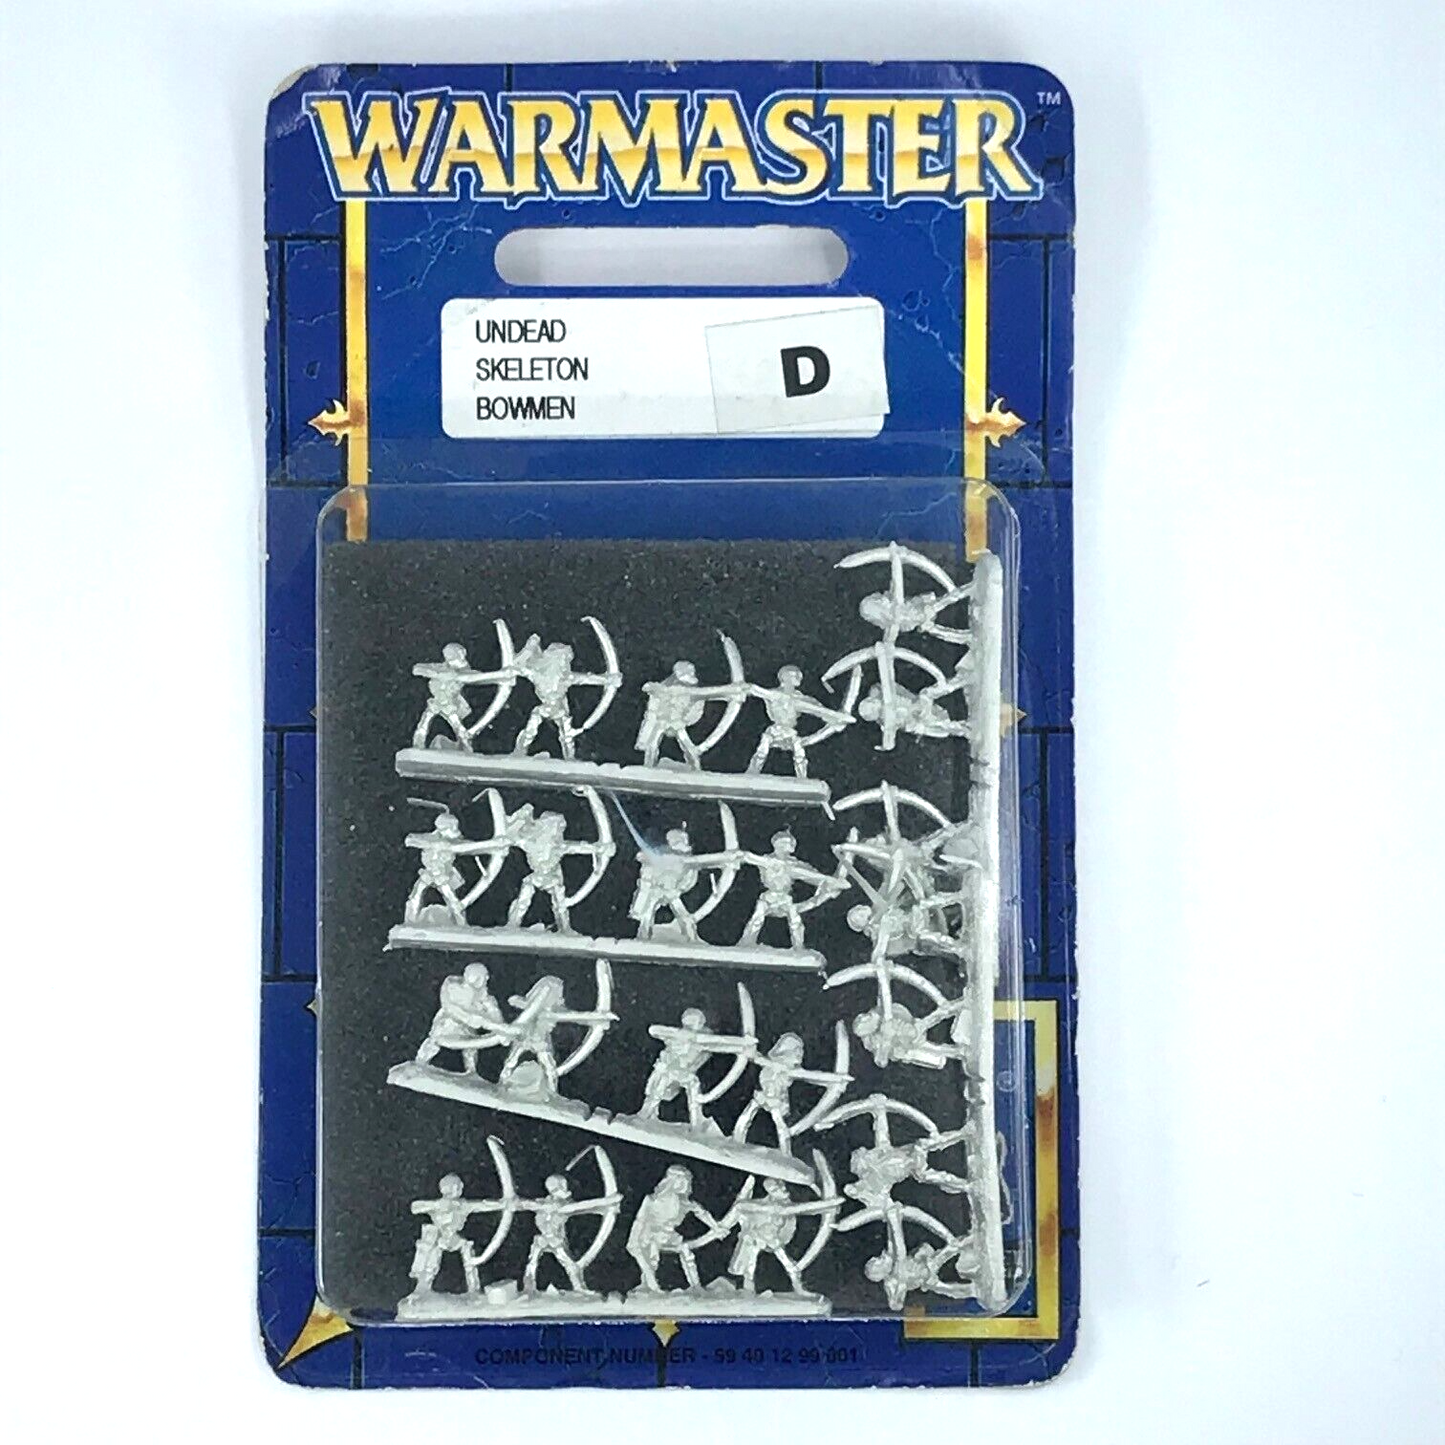 WARMASTER™
UNDEAD
SKELETON
BOWMEN
D
COMPONENT NUMBER - 59 40 12 99 001